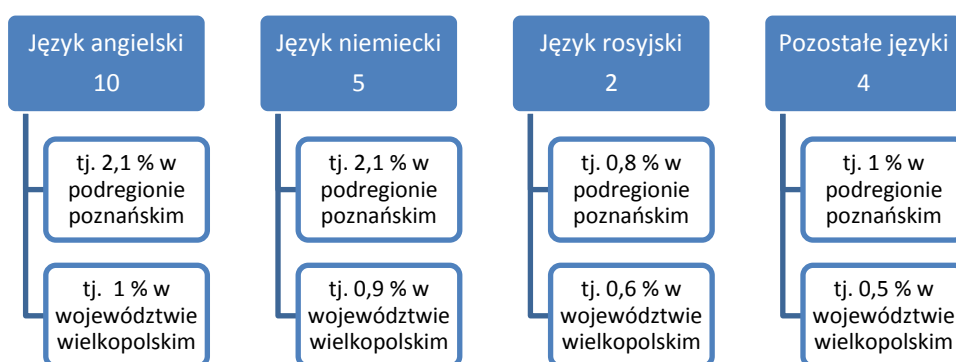 Język angielski
10
tj. 2,1 % w
podregionie
poznańskim
tj. 1 % w
województwie
wielkopolskim
Język niemiecki
5
tj. 2,1 % w
podregionie
poznańskim
tj. 0,9 % w
województwie
wielkopolskim
Język rosyjski
2
tj. 0,8 % w
podregionie
poznańskim
tj. 0,6 % w
województwie
wielkopolskim
Pozostałe języki
4
tj. 1 % w
podregionie
poznańskim
tj. 0,5 % w
województwie
wielkopolskim